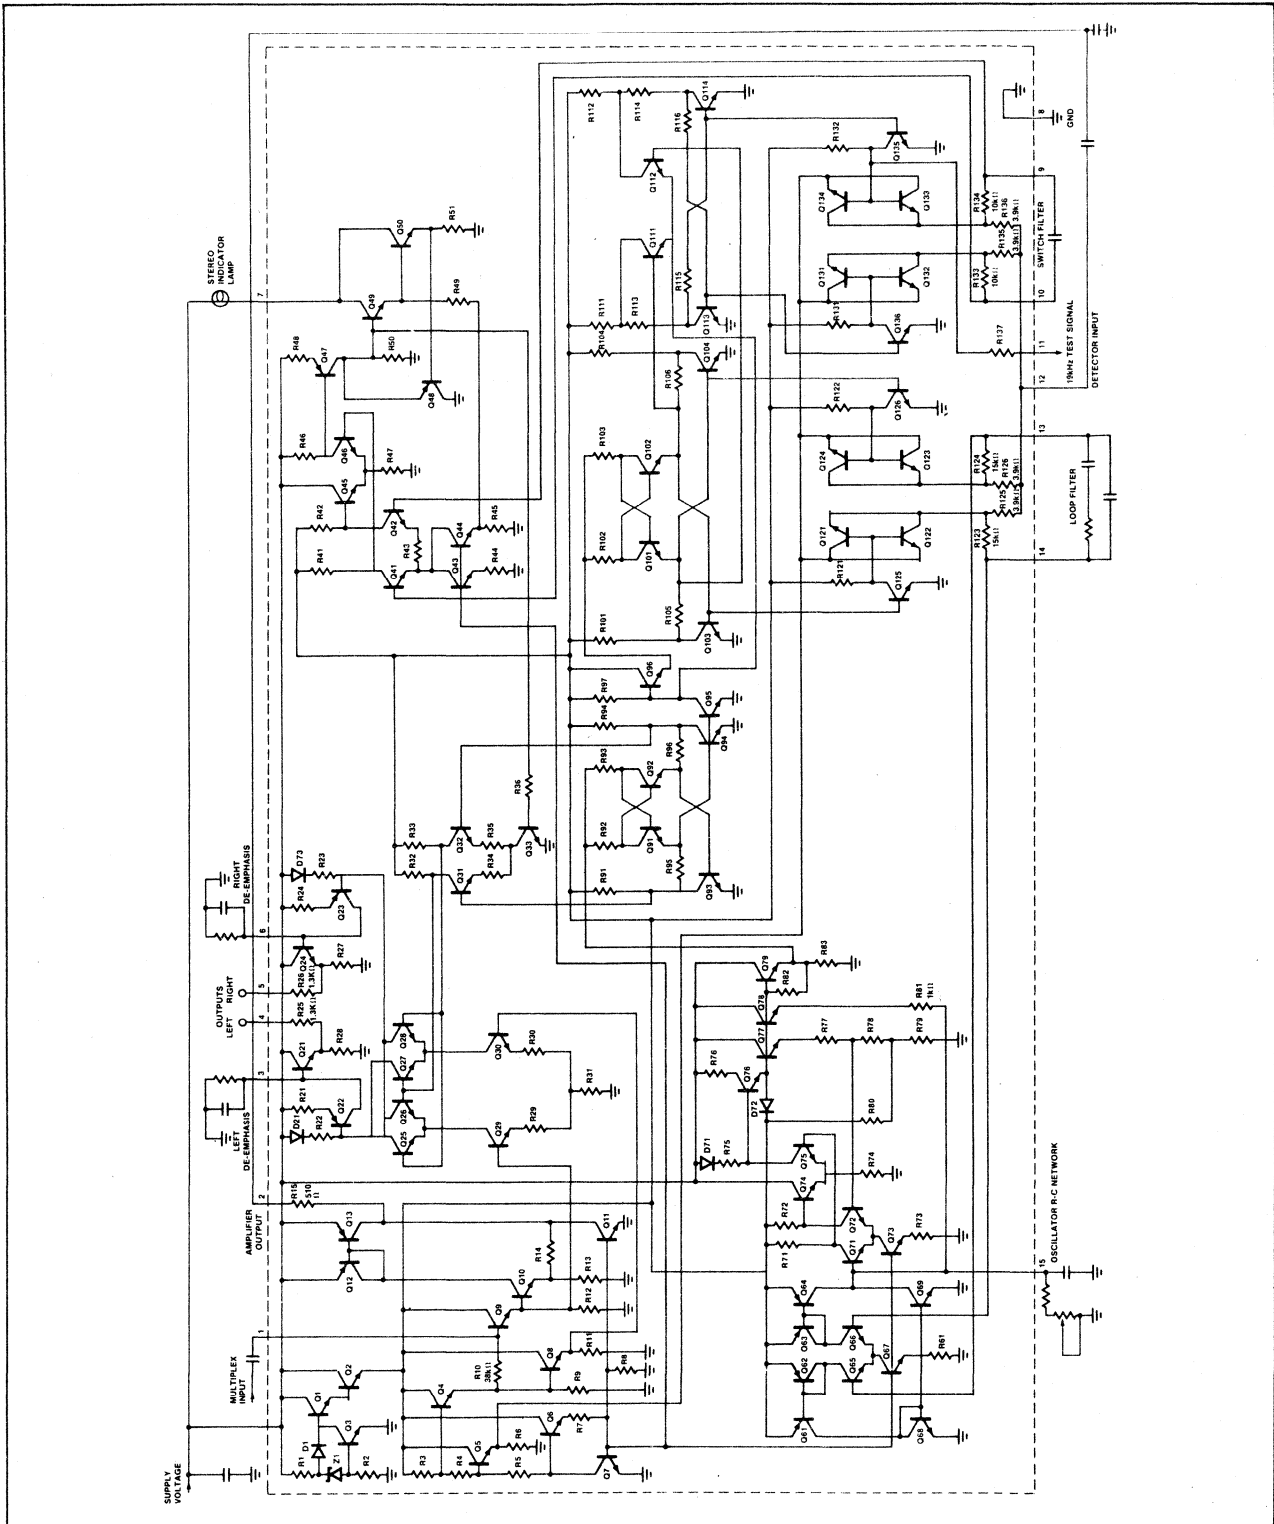 SUPPLY
VOLTAGE
MULTIPLEX
INPUT
AMPLIFIER
OUTPUT
LEFT
DE-EMPHASIS
OUTPUTS
LEFT
RIGHT
RIGHT
DE-EMPHASIS
STEREO
INDICATOR
LAMP
1
2
3
4
5
6
7
R1
Z1
R2
D1
Q3
Q1
Q2
R3
R4
R5
Q5
R6
Q4
Q6
R7
Q7
R8
R9
R10
38kΩ
Q8
R11
Q9
Q10
R12
R13
R14
Q11
Q12
Q13
R15
510
Ω
D21
R22
R21
Q22
Q21
R28
R25
1.3KΩ
R26
1.3KΩ
Q24
R27
R24
Q23
D73
R23
Q25
Q26
Q27
Q28
Q29
R29
Q30
R30
R31
R32
R33
Q31
Q32
R34
R35
Q33
R36
R41
R42
Q41
Q42
R43
Q43
Q44
R44
R45
Q45
Q46
R46
R47
Q47
R48
Q48
R50
Q49
R49
Q50
R51
Q61
Q62
Q63
Q64
Q65
Q66
Q67
R61
Q68
Q69
R71
R72
Q71
Q72
Q73
R73
Q74
Q75
R74
D71
R75
R76
Q76
D72
R80
Q77
Q78
R77
R78
R79
R81
1kΩ
Q79
R82
R83
R91
R92
R93
R94
R97
Q91
Q92
R95
R96
Q93
Q94
Q95
Q96
R101
R102
R103
R104
Q101
Q102
R105
R106
Q103
Q104
R111
R113
R112
R114
Q111
Q112
R115
R116
Q113
Q114
R121
Q121
Q122
Q125
R122
Q124
Q123
Q126
R123
15kΩ
R124
15kΩ
R125
3.9kΩ
R126
3.9kΩ
R131
Q131
Q132
Q136
R132
Q134
Q133
Q135
R133
10kΩ
R134
10kΩ
R135
3.9kΩ
R136
3.9kΩ
R137
15
OSCILLATOR R-C NETWORK
14
LOOP FILTER
13
12
DETECTOR INPUT
11
19kHz TEST SIGNAL
10
SWITCH FILTER
9
8
GND